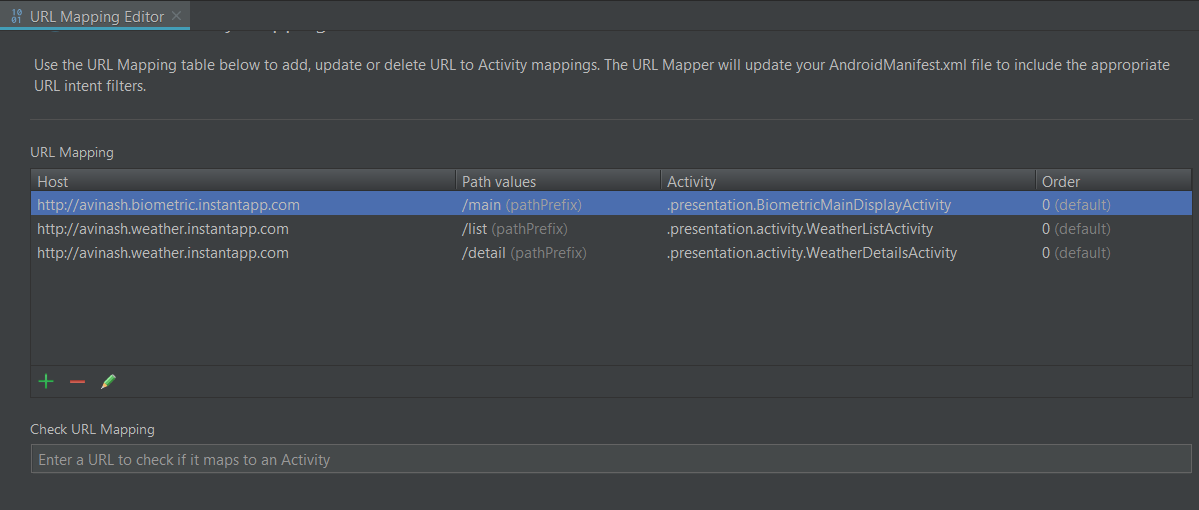 10
01
URL Mapping Editor
Use the URL Mapping table below to add, update or delete URL to Activity mappings. The URL Mapper will update your AndroidManifest.xml file to include the appropriate
URL intent filters.
URL Mapping
Host Path values Activity Order
http://avinash.biometric.instantapp.com /main (pathPrefix) .presentation.BiometricMainDisplayActivity 0 (default)
http://avinash.weather.instantapp.com /list (pathPrefix) .presentation.activity.WeatherListActivity 0 (default)
http://avinash.weather.instantapp.com /detail (pathPrefix) .presentation.activity.WeatherDetailsActivity 0 (default)
Check URL Mapping
Enter a URL to check if it maps to an Activity